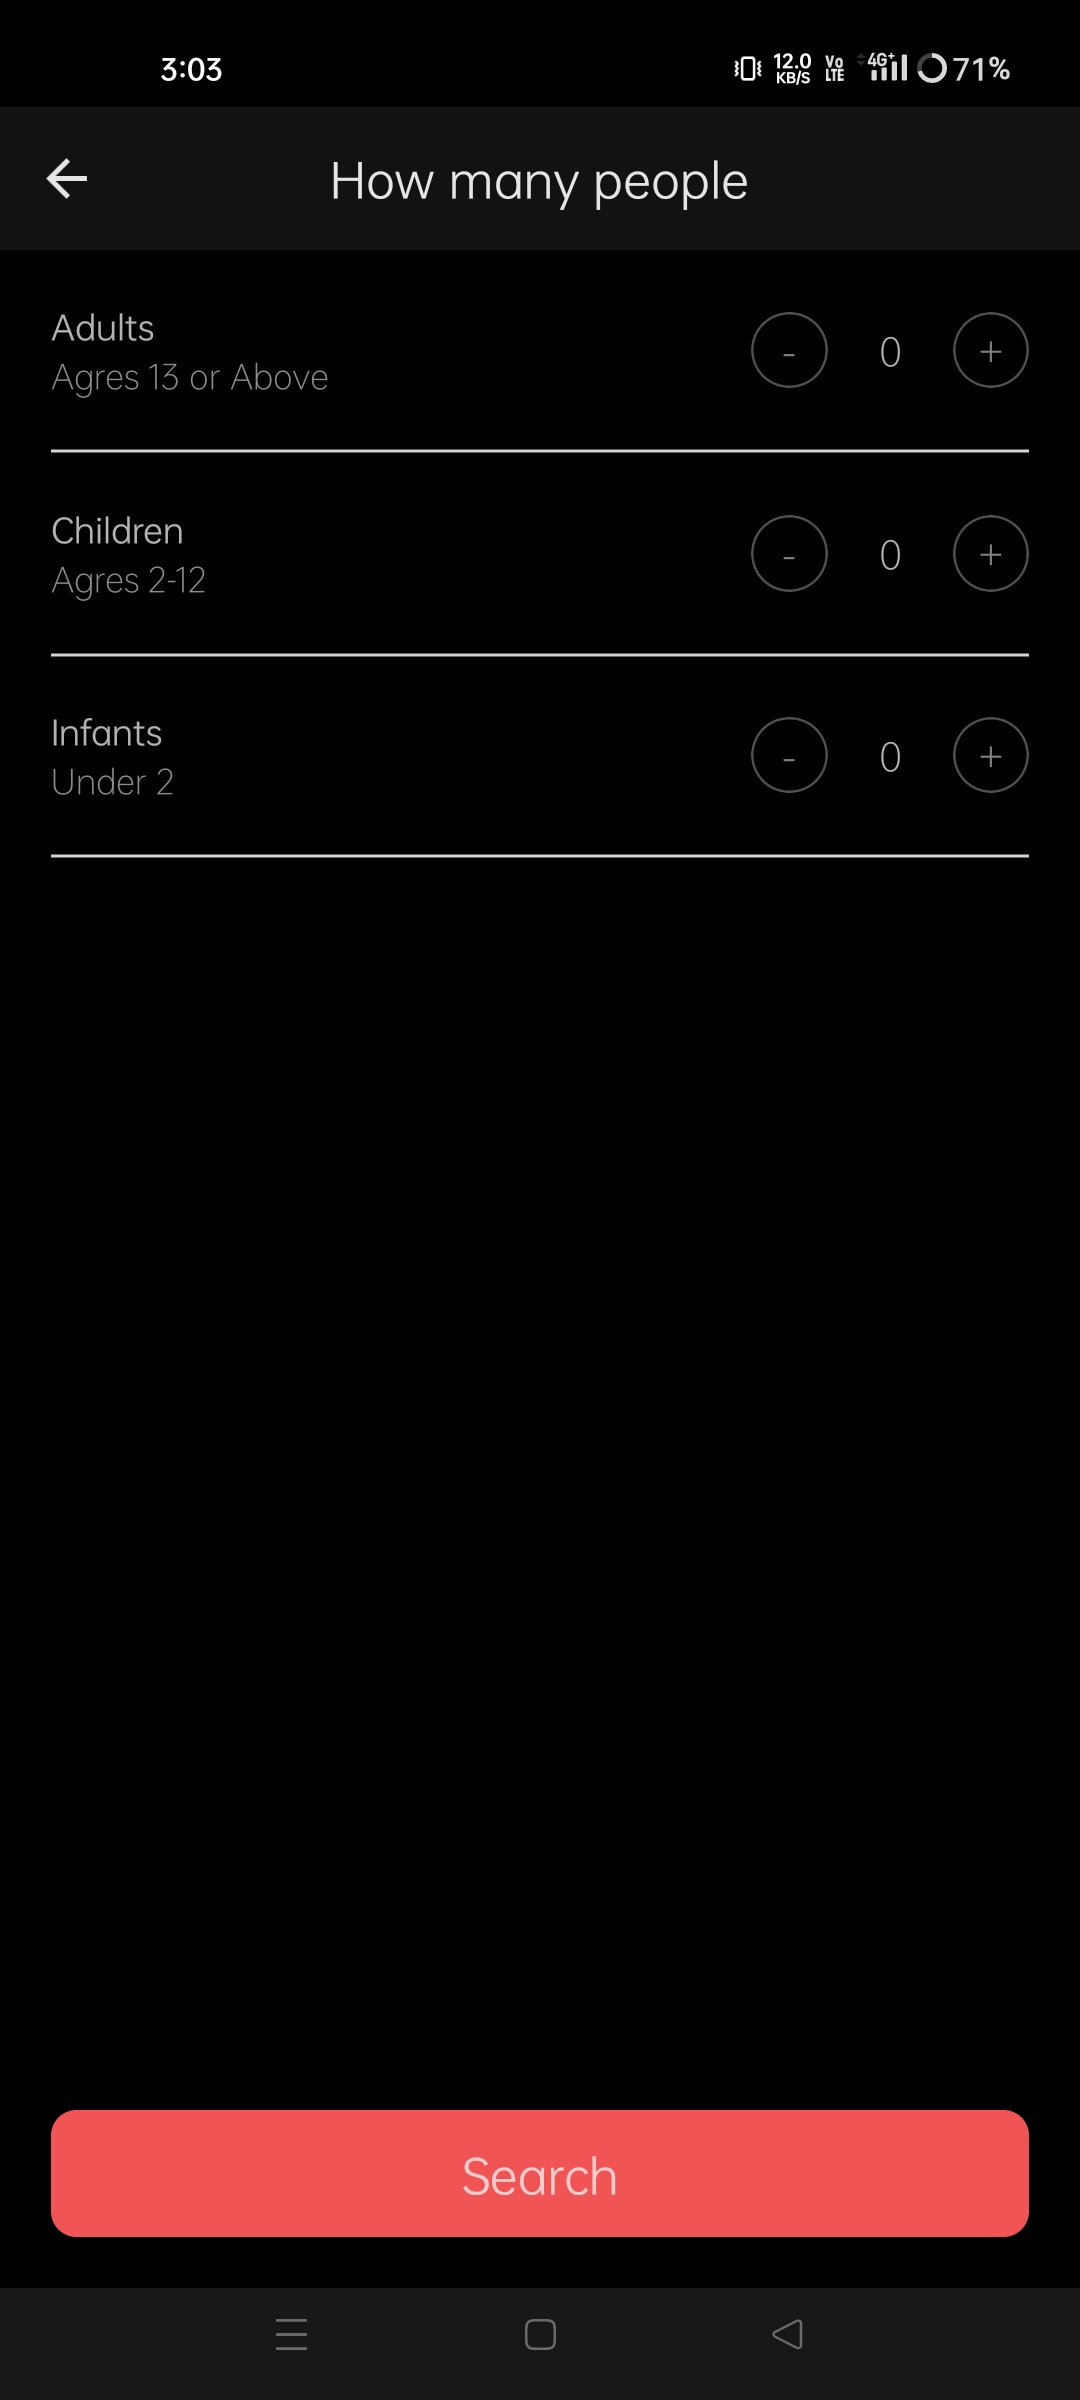 3:03
12.0 KB/S Vo LTE 4G+ 71%
How many people
Adults
Agres 13 or Above
- 0 +
Children
Agres 2-12
- 0 +
Infants
Under 2
- 0 +
Search